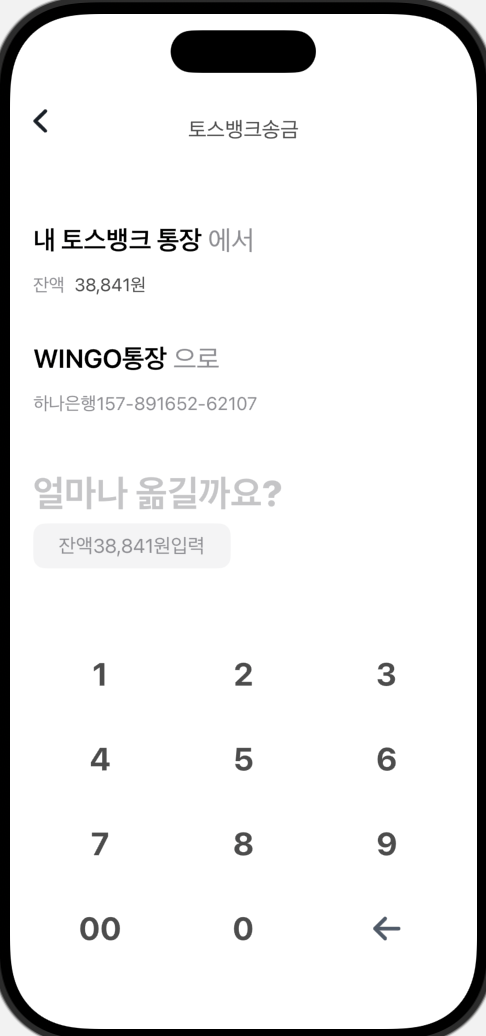 토스뱅크송금
내 토스뱅크 통장 에서
잔액 38,841원
WINGO통장 으로
하나은행157-891652-62107
얼마나 옮길까요?
잔액38,841원입력
1 2 3
4 5 6
7 8 9
00 0